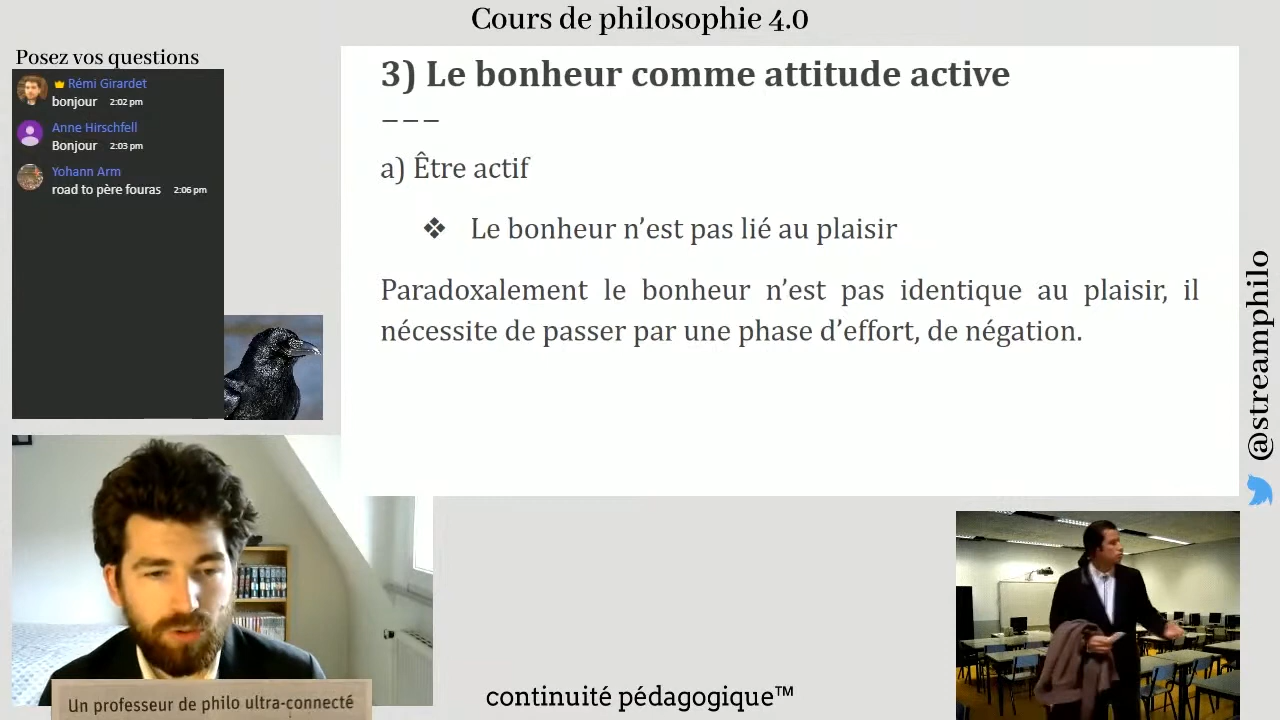 Cours de philosophie 4.0
Posez vos questions
Rémi Girardet
bonjour 2:02 pm
Anne Hirschfell
Bonjour 2:03 pm
Yohann Arm
road to père fouras 2:06 pm
3) Le bonheur comme attitude active
–––
a) Être actif
❖ Le bonheur n’est pas lié au plaisir
Paradoxalement le bonheur n’est pas identique au plaisir, il
nécessite de passer par une phase d’effort, de négation.
@streamphilo
Un professeur de philo ultra-connecté
continuité pédagogique™